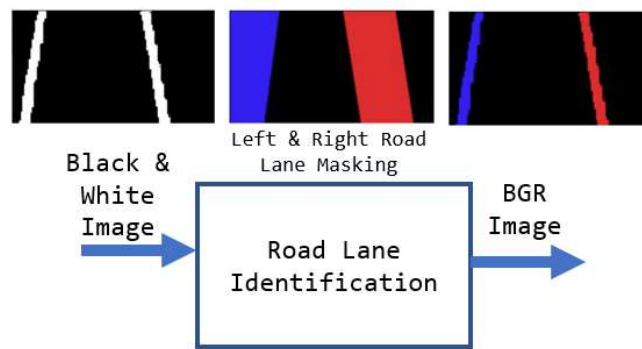 Left & Right Road
Lane Masking
Black &
White
Image
Road Lane
Identification
BGR
Image